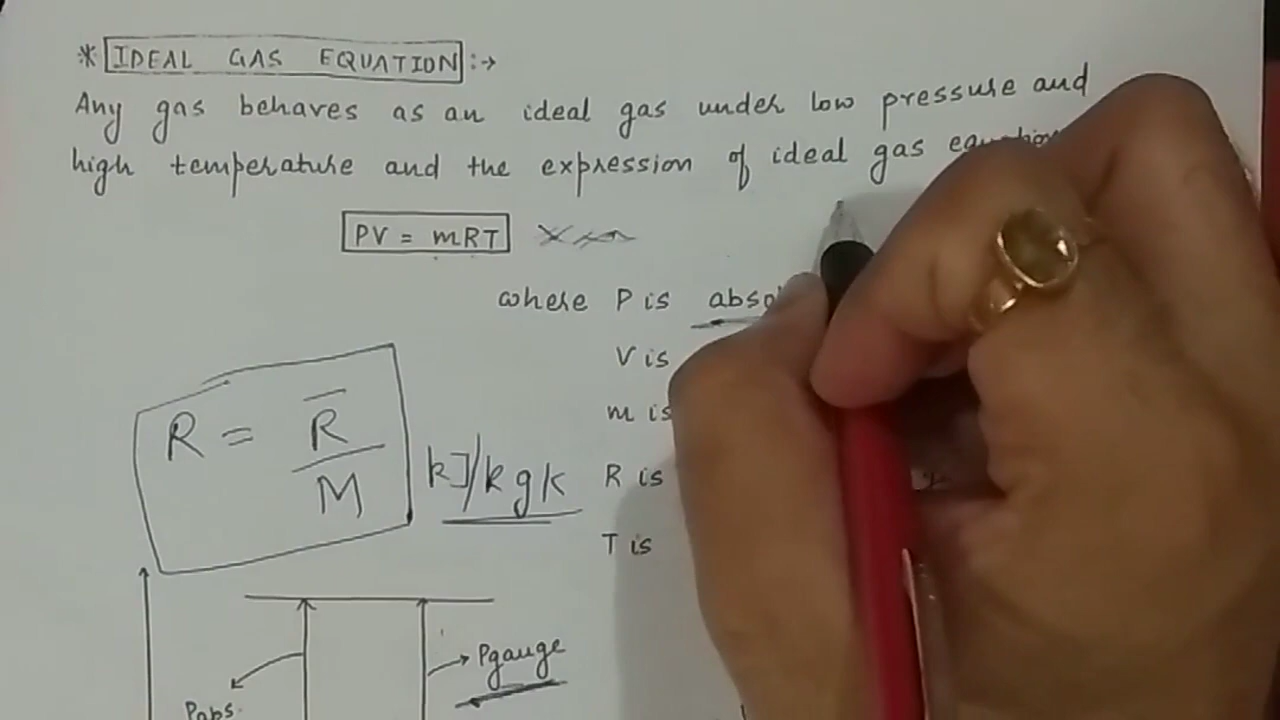 * IDEAL GAS EQUATION :→
Any gas behaves as an ideal gas under low pressure and
high temperature and the expression of ideal gas
PV = mRT
where P is
V is
m is
R is
T is
R = R̅/M kJ/kgk
Pgauge
Pabs.